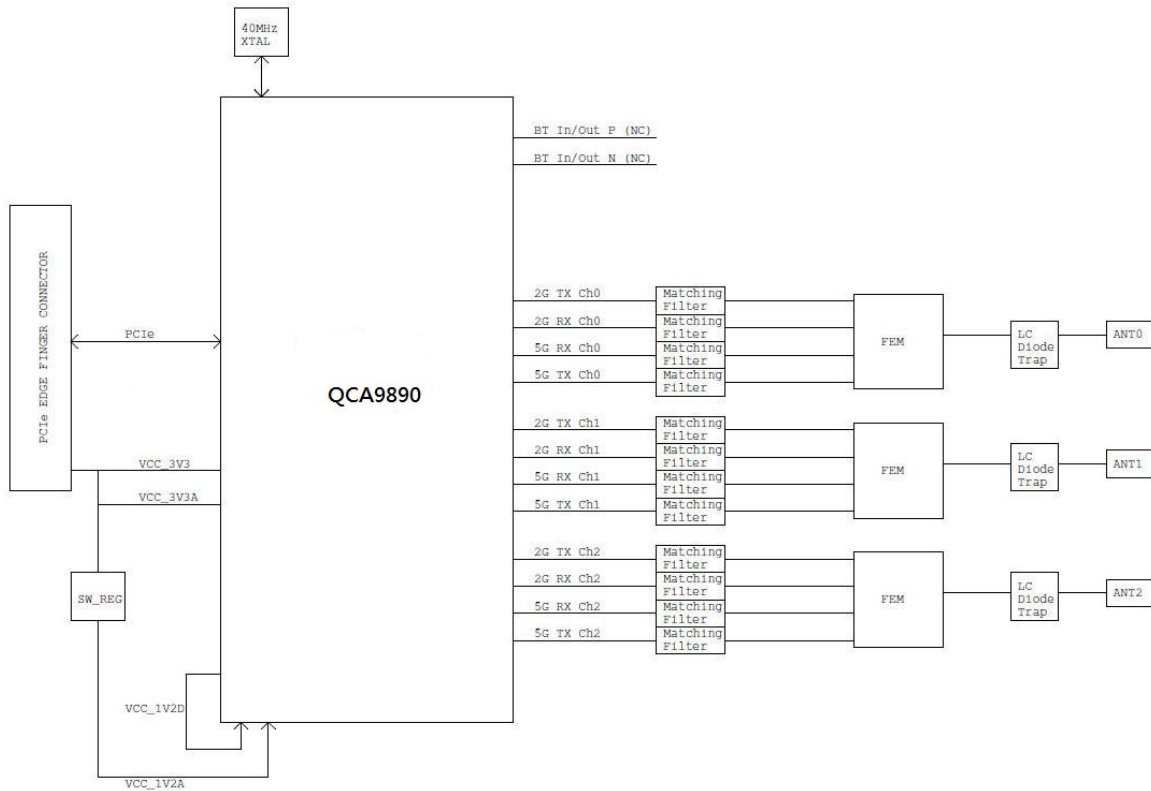 40MHz
XTAL
BT In/Out P (NC)
BT In/Out N (NC)
PCIe EDGE FINGER CONNECTOR
PCIe
QCA9890
VCC_3V3
VCC_3V3A
SW_REG
VCC_1V2D
VCC_1V2A
2G TX Ch0
Matching
Filter
2G RX Ch0
Matching
Filter
5G RX Ch0
Matching
Filter
5G TX Ch0
Matching
Filter
FEM
LC
Diode
Trap
ANT0
2G TX Ch1
Matching
Filter
2G RX Ch1
Matching
Filter
5G RX Ch1
Matching
Filter
5G TX Ch1
Matching
Filter
FEM
LC
Diode
Trap
ANT1
2G TX Ch2
Matching
Filter
2G RX Ch2
Matching
Filter
5G RX Ch2
Matching
Filter
5G TX Ch2
Matching
Filter
FEM
LC
Diode
Trap
ANT2